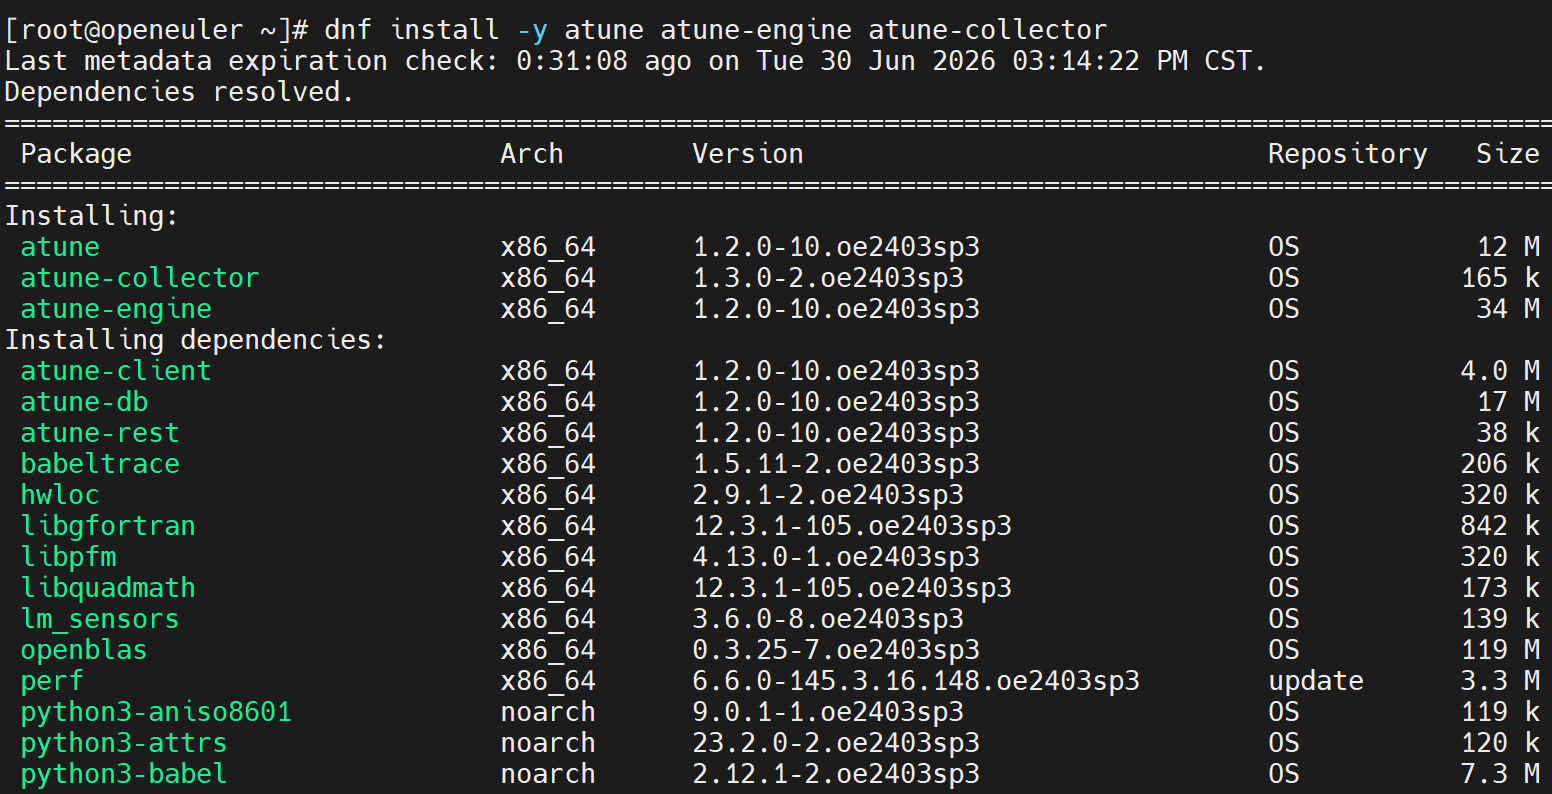 [root@openeuler ~]# dnf install -y atune atune-engine atune-collector
Last metadata expiration check: 0:31:08 ago on Tue 30 Jun 2026 03:14:22 PM CST.
Dependencies resolved.
================================================================================================
Package Arch Version Repository Size
================================================================================================
Installing:
atune x86_64 1.2.0-10.oe2403sp3 OS 12 M
atune-collector x86_64 1.3.0-2.oe2403sp3 OS 165 k
atune-engine x86_64 1.2.0-10.oe2403sp3 OS 34 M
Installing dependencies:
atune-client x86_64 1.2.0-10.oe2403sp3 OS 4.0 M
atune-db x86_64 1.2.0-10.oe2403sp3 OS 17 M
atune-rest x86_64 1.2.0-10.oe2403sp3 OS 38 k
babeltrace x86_64 1.5.11-2.oe2403sp3 OS 206 k
hwloc x86_64 2.9.1-2.oe2403sp3 OS 320 k
libgfortran x86_64 12.3.1-105.oe2403sp3 OS 842 k
libpfm x86_64 4.13.0-1.oe2403sp3 OS 320 k
libquadmath x86_64 12.3.1-105.oe2403sp3 OS 173 k
lm_sensors x86_64 3.6.0-8.oe2403sp3 OS 139 k
openblas x86_64 0.3.25-7.oe2403sp3 OS 119 M
perf x86_64 6.6.0-145.3.16.148.oe2403sp3 update 3.3 M
python3-aniso8601 noarch 9.0.1-1.oe2403sp3 OS 119 k
python3-attrs noarch 23.2.0-2.oe2403sp3 OS 120 k
python3-babel noarch 2.12.1-2.oe2403sp3 OS 7.3 M